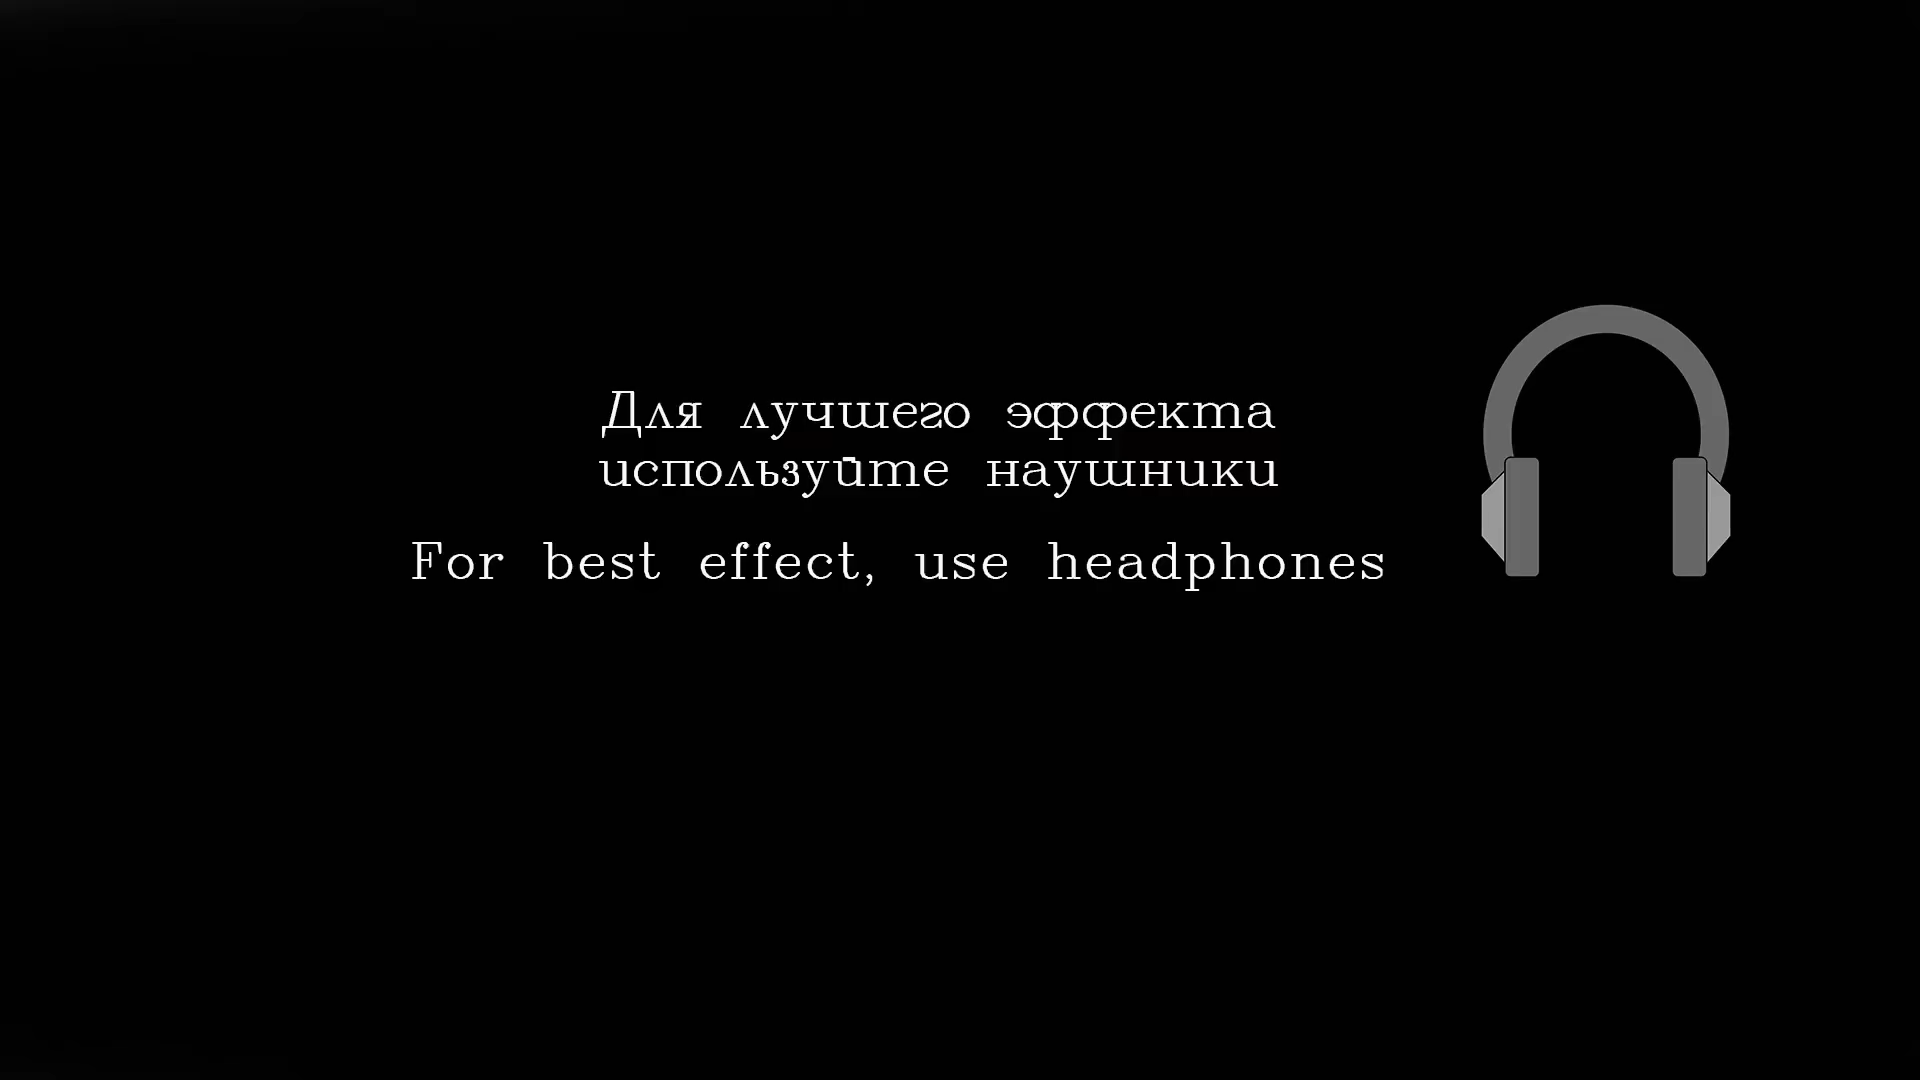 Для лучшего эффекта
используйте наушники
For best effect, use headphones